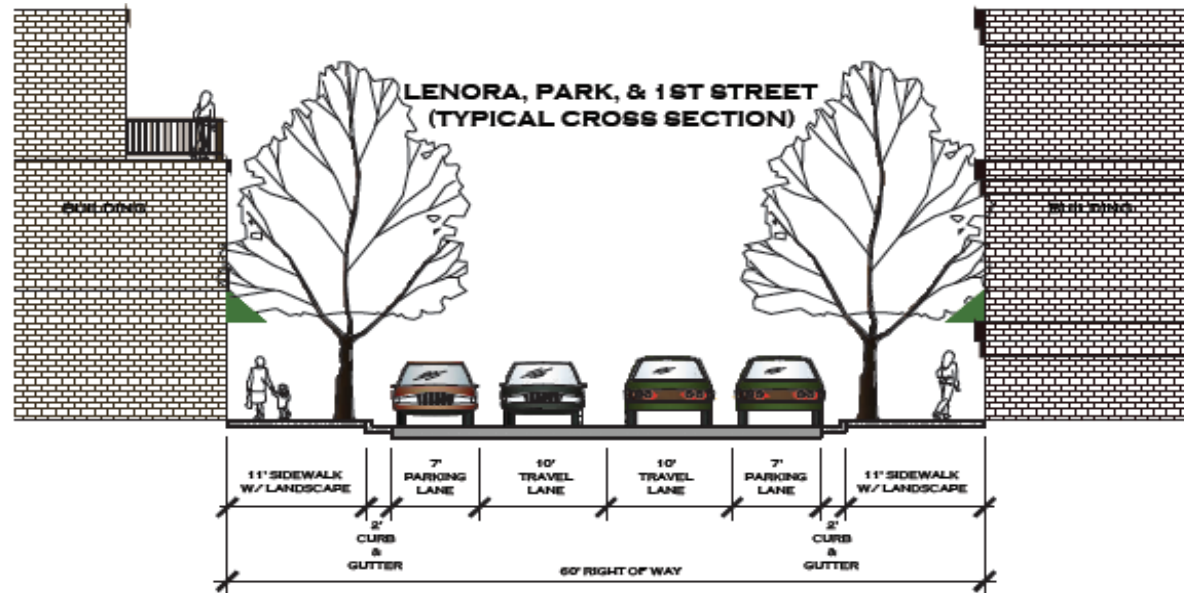 LENORA, PARK, & 1ST STREET
(TYPICAL CROSS SECTION)
BUILDING
BUILDING
11' SIDEWALK
W/ LANDSCAPE
7'
PARKING
LANE
10'
TRAVEL
LANE
10'
TRAVEL
LANE
7'
PARKING
LANE
11' SIDEWALK
W/ LANDSCAPE
2'
CURB
&
GUTTER
2'
CURB
&
GUTTER
60' RIGHT OF WAY